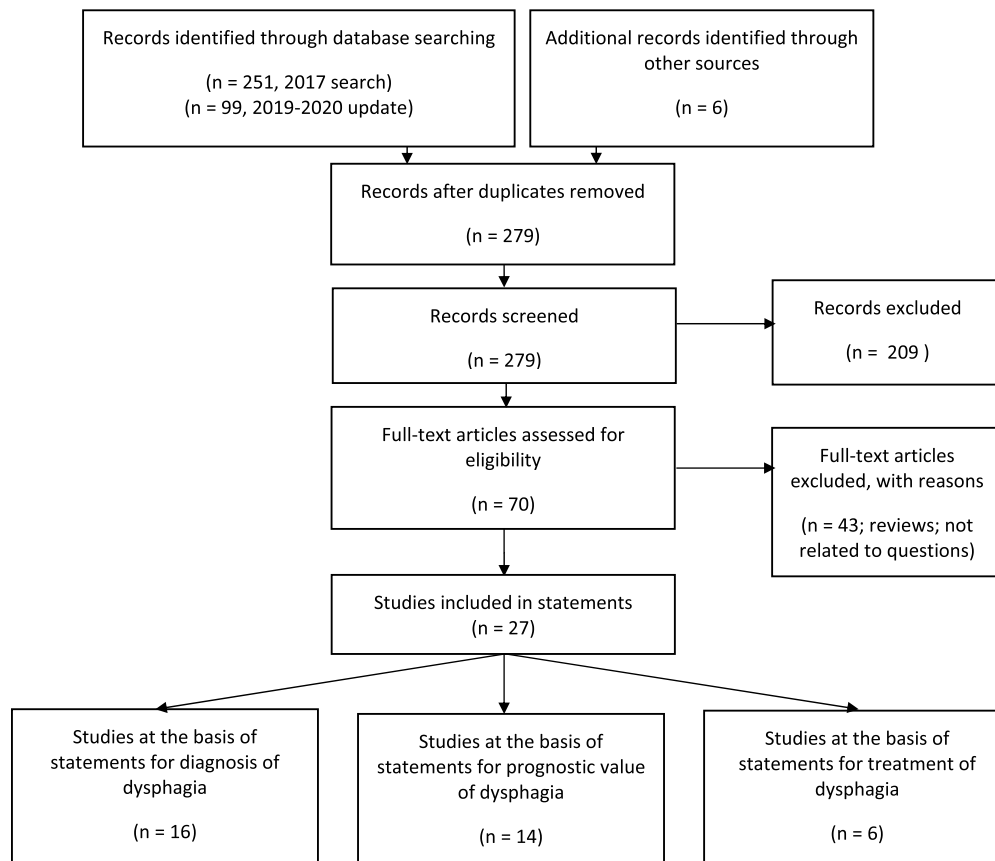 Records identified through database searching
(n = 251, 2017 search)
(n = 99, 2019-2020 update)
Additional records identified through
other sources
(n = 6)
Records after duplicates removed
(n = 279)
Records screened
(n = 279)
Records excluded
(n =  209 )
Full-text articles assessed for
eligibility
(n = 70)
Full-text articles
excluded, with reasons
(n = 43; reviews; not
related to questions)
Studies included in statements
(n = 27)
Studies at the basis of
statements for diagnosis of
dysphagia
(n = 16)
Studies at the basis of
statements for prognostic value
of dysphagia
(n = 14)
Studies at the basis of
statements for treatment of
dysphagia
(n = 6)